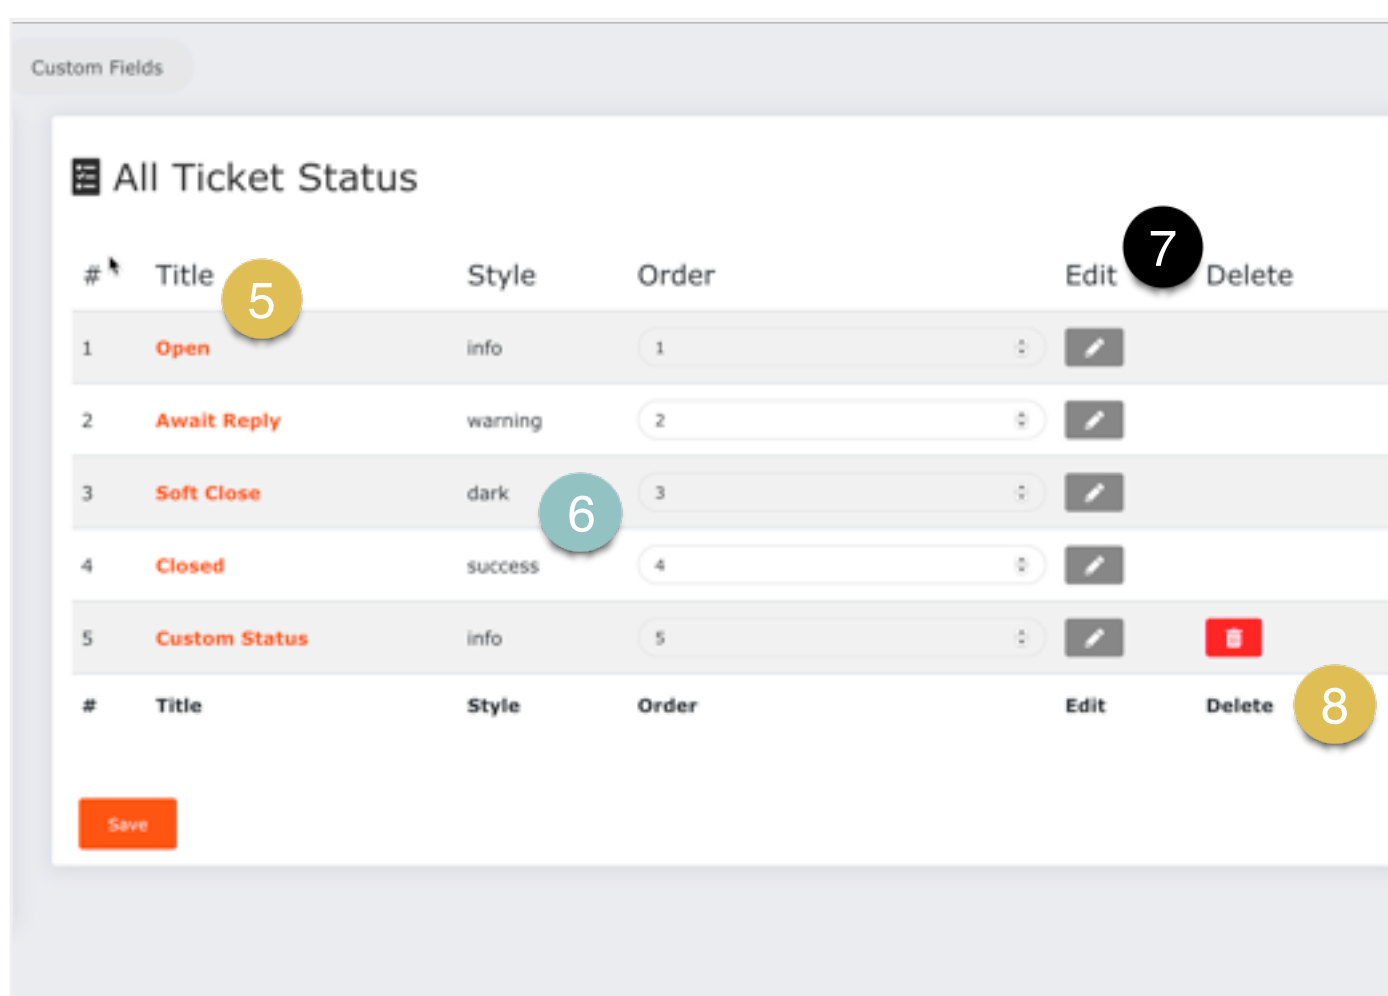 Custom Fields
All Ticket Status
7
# Title Style Order Edit Delete
5
1 Open info 1
2 Await Reply warning 2
3 Soft Close dark 3
6
4 Closed success 4
5 Custom Status info 5
# Title Style Order Edit Delete
8
Save